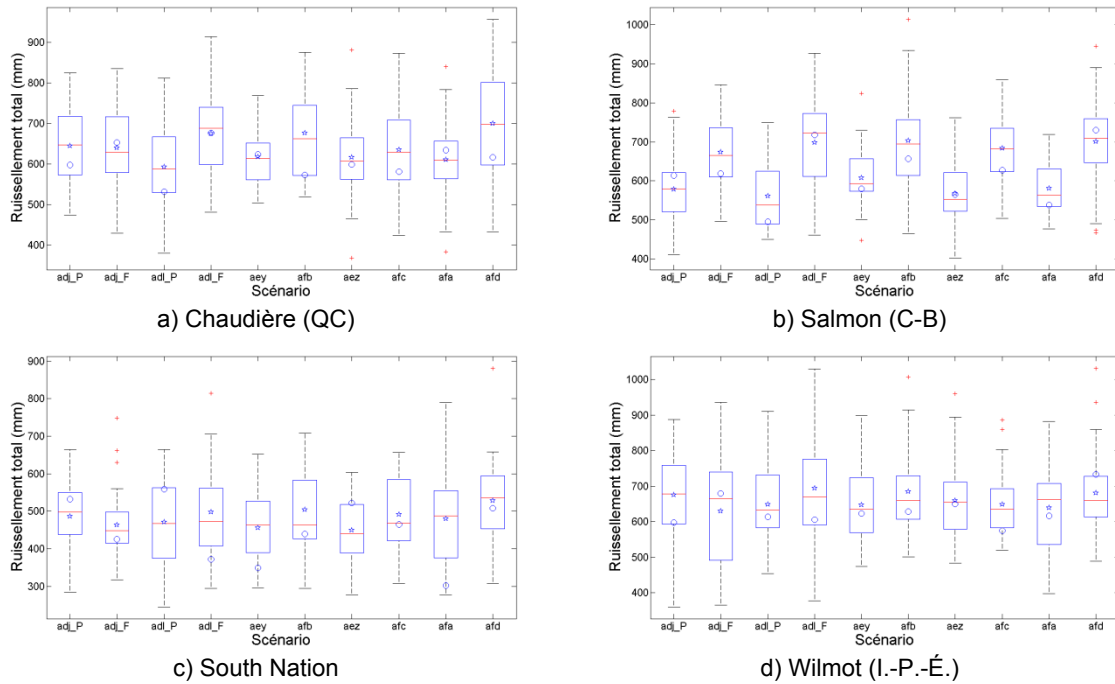 Ruissellement total (mm)
900
800
700
600
500
400
adj_P adj_F adl_P adl_F aey afb aez afc afa afd
Scénario
a) Chaudière (QC)
Ruissellement total (mm)
1000
900
800
700
600
500
400
adj_P adj_F adl_P adl_F aey afb aez afc afa afd
Scénario
b) Salmon (C-B)
Ruissellement total (mm)
900
800
700
600
500
400
300
adj_P adj_F adl_P adl_F aey afb aez afc afa afd
Scénario
c) South Nation
Ruissellement total (mm)
1000
900
800
700
600
500
400
adj_P adj_F adl_P adl_F aey afb aez afc afa afd
Scénario
d) Wilmot (I.-P.-É.)